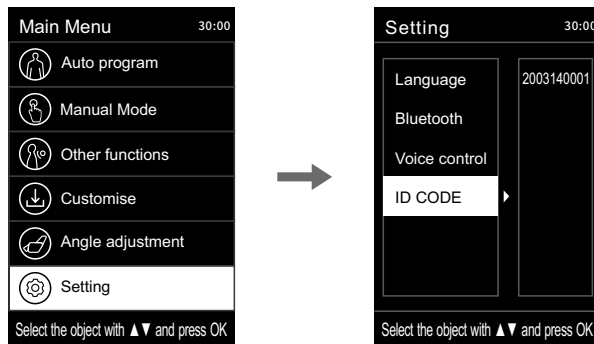 Main Menu 30:00
Auto program
Manual Mode
Other functions
Customise
Angle adjustment
Setting
Select the object with ▲▼ and press OK
Setting 30:00
Language 2003140001
Bluetooth
Voice control
ID CODE
Select the object with ▲▼ and press OK